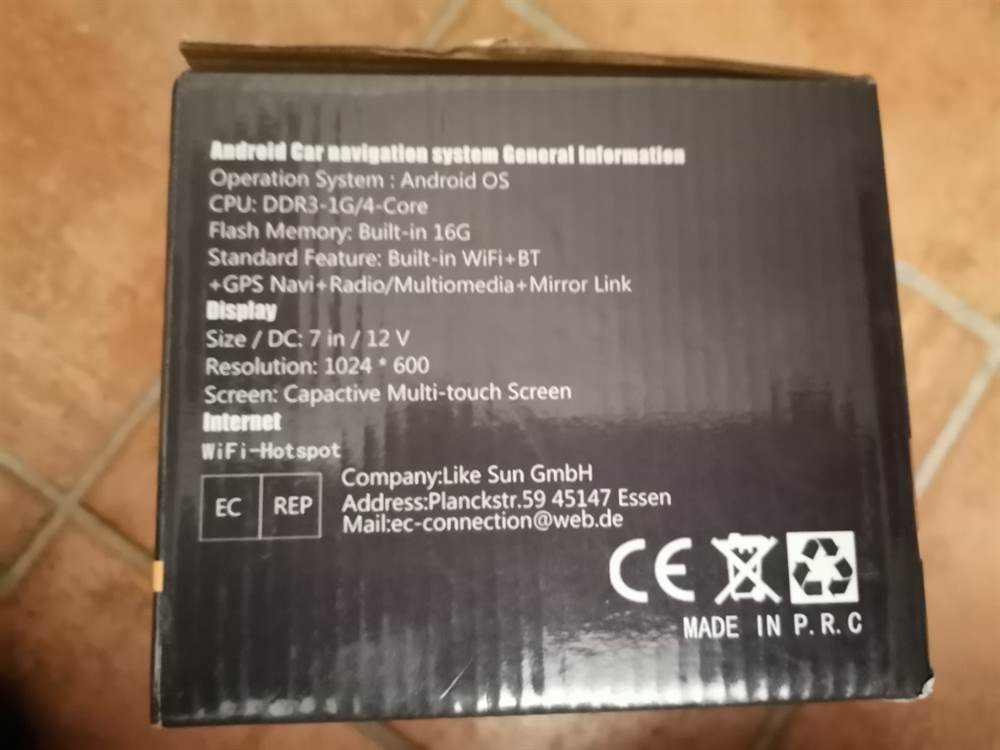 Android Car navigation system General Information
Operation System : Android OS
CPU: DDR3-1G/4-Core
Flash Memory: Built-in 16G
Standard Feature: Built-in WiFi+BT
+GPS Navi+Radio/Multiomedia+Mirror Link
Display
Size / DC: 7 in / 12 V
Resolution: 1024 * 600
Screen: Capactive Multi-touch Screen
Internet
WiFi-Hotspot
EC REP
Company:Like Sun GmbH
Address:Planckstr.59 45147 Essen
Mail:ec-connection@web.de
CE
MADE IN P.R.C